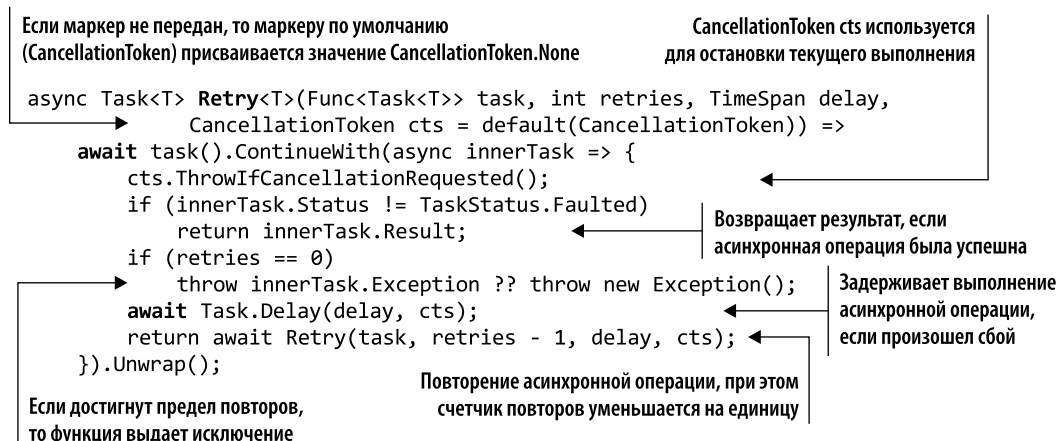 Если маркер не передан, то маркеру по умолчанию
(CancellationToken) присваивается значение CancellationToken.None
CancellationToken cts используется
для остановки текущего выполнения
async Task<T> Retry<T>(Func<Task<T>> task, int retries, TimeSpan delay,
CancellationToken cts = default(CancellationToken)) =>
await task().ContinueWith(async innerTask => {
cts.ThrowIfCancellationRequested();
if (innerTask.Status != TaskStatus.Faulted)
return innerTask.Result;
Возвращает результат, если
асинхронная операция была успешна
if (retries == 0)
throw innerTask.Exception ?? throw new Exception();
await Task.Delay(delay, cts);
Задерживает выполнение
асинхронной операции,
если произошел сбой
return await Retry(task, retries - 1, delay, cts);
}).Unwrap();
Повторение асинхронной операции, при этом
счетчик повторов уменьшается на единицу
Если достигнут предел повторов,
то функция выдает исключение